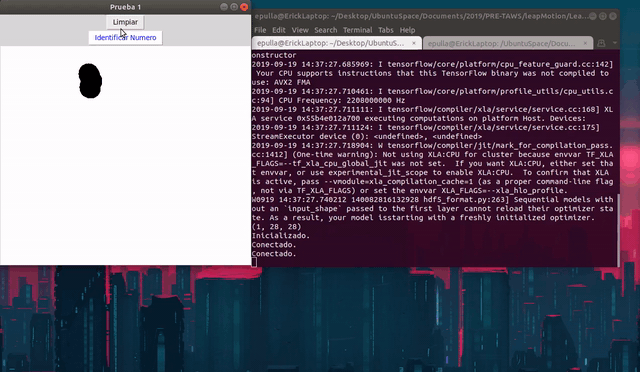 Prueba 1
Limpiar
Identificar Numero
epulla@ErickLaptop: ~/Desktop/UbuntuSpace/Documents/2019/PRE-TAWS/leapMotion/Lea…
File Edit View Search Terminal Tabs Help
epulla@ErickLaptop: ~/Desktop/UbuntuS…
epulla@ErickLaptop: ~/UbuntuSpace/Docum…
onstructor
2019-09-19 14:37:27.685969: I tensorflow/core/platform/cpu_feature_guard.cc:142]
Your CPU supports instructions that this TensorFlow binary was not compiled to
use: AVX2 FMA
2019-09-19 14:37:27.710461: I tensorflow/core/platform/profile_utils/cpu_utils.c
c:94] CPU Frequency: 2208000000 Hz
2019-09-19 14:37:27.711111: I tensorflow/compiler/xla/service/service.cc:168] XL
A service 0x55b4e012a700 executing computations on platform Host. Devices:
2019-09-19 14:37:27.711124: I tensorflow/compiler/xla/service/service.cc:175]
StreamExecutor device (0): <undefined>, <undefined>
2019-09-19 14:37:27.718904: W tensorflow/compiler/jit/mark_for_compilation_pass.
cc:1412] (One-time warning): Not using XLA:CPU for cluster because envvar TF_XLA
_FLAGS=--tf_xla_cpu_global_jit was not set. If you want XLA:CPU, either set tha
t envvar, or use experimental_jit_scope to enable XLA:CPU. To confirm that XLA
is active, pass --vmodule=xla_compilation_cache=1 (as a proper command-line flag
, not via TF_XLA_FLAGS) or set the envvar XLA_FLAGS=--xla_hlo_profile.
W0919 14:37:27.740212 140082816132928 hdf5_format.py:263] Sequential models with
out an `input_shape` passed to the first layer cannot reload their optimizer sta
te. As a result, your model isstarting with a freshly initialized optimizer.
(1, 28, 28)
Inicializado.
Conectado.
Conectado.